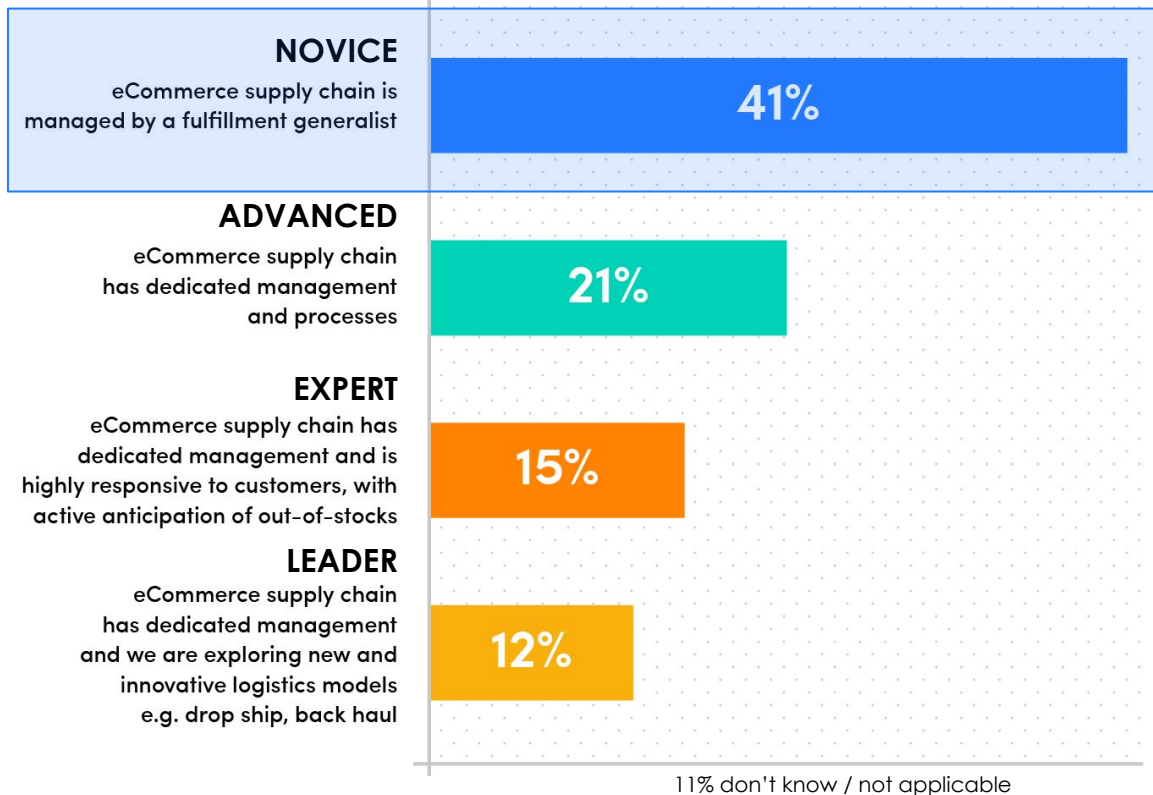 NOVICE
eCommerce supply chain is
managed by a fulfillment generalist
41%
ADVANCED
eCommerce supply chain
has dedicated management
and processes
21%
EXPERT
eCommerce supply chain has
dedicated management and is
highly responsive to customers, with
active anticipation of out-of-stocks
15%
LEADER
eCommerce supply chain
has dedicated management
and we are exploring new and
innovative logistics models
e.g. drop ship, back haul
12%
11% don't know / not applicable